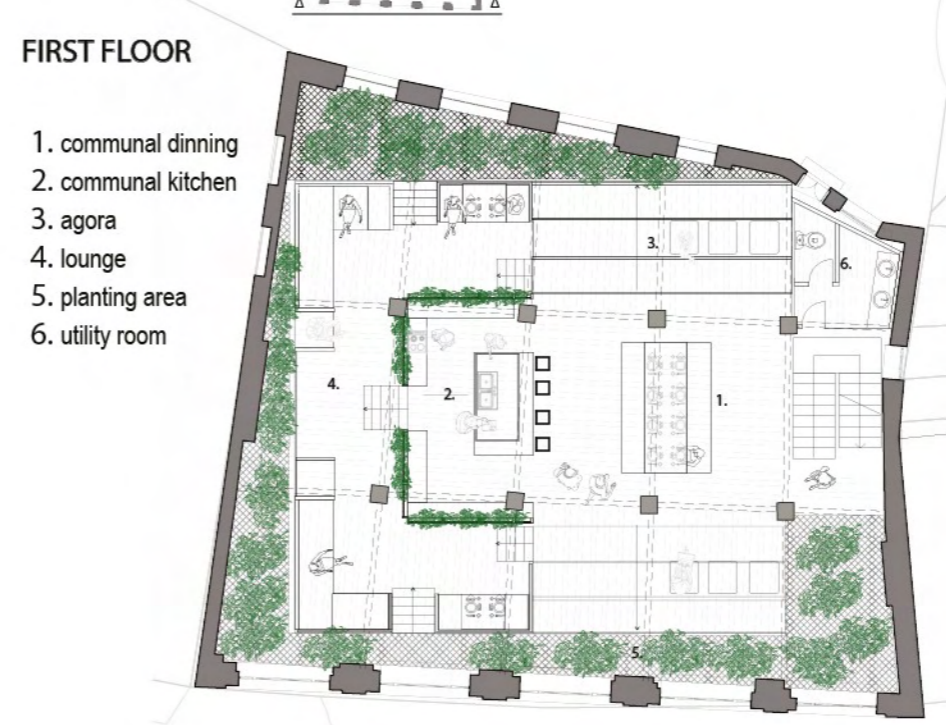 FIRST FLOOR
1. communal dinning
2. communal kitchen
3. agora
4. lounge
5. planting area
6. utility room
3.
6.
4.
2.
1.
5.